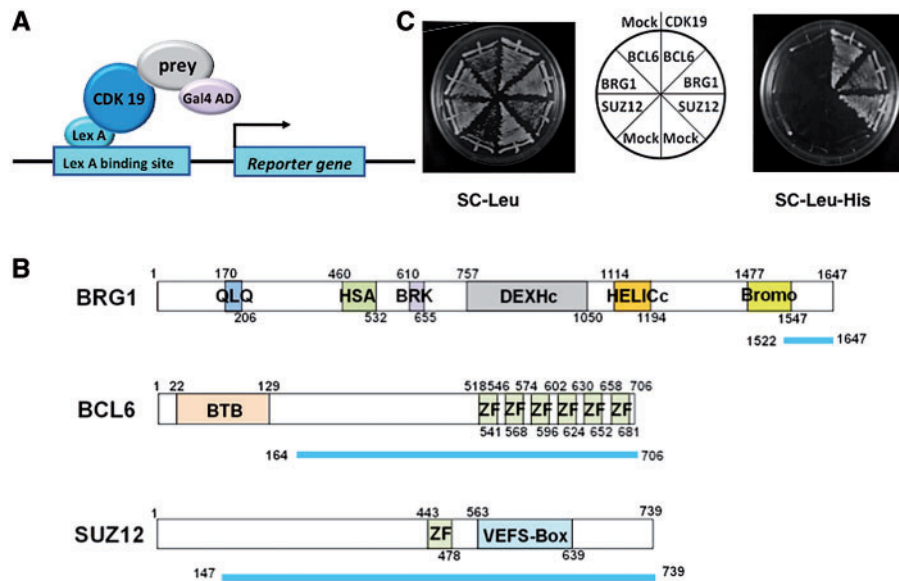 A
prey
CDK 19
Gal4 AD
Lex A
Lex A binding site
Reporter gene
C
Mock CDK19
BCL6 BCL6
BRG1 BRG1
SUZ12 SUZ12
Mock Mock
SC-Leu
SC-Leu-His
B
1 170 460 610 757 1114 1477 1647
BRG1 QLQ HSA BRK DEXHc HELICc Bromo
206 532 655 1050 1194 1547
1522 1647
1 22 129 518 546 574 602 630 658 706
BCL6 BTB ZF ZF ZF ZF ZF ZF
541 568 596 624 652 681
164 706
1 443 563 739
SUZ12 ZF VEFS-Box
478 639
147 739